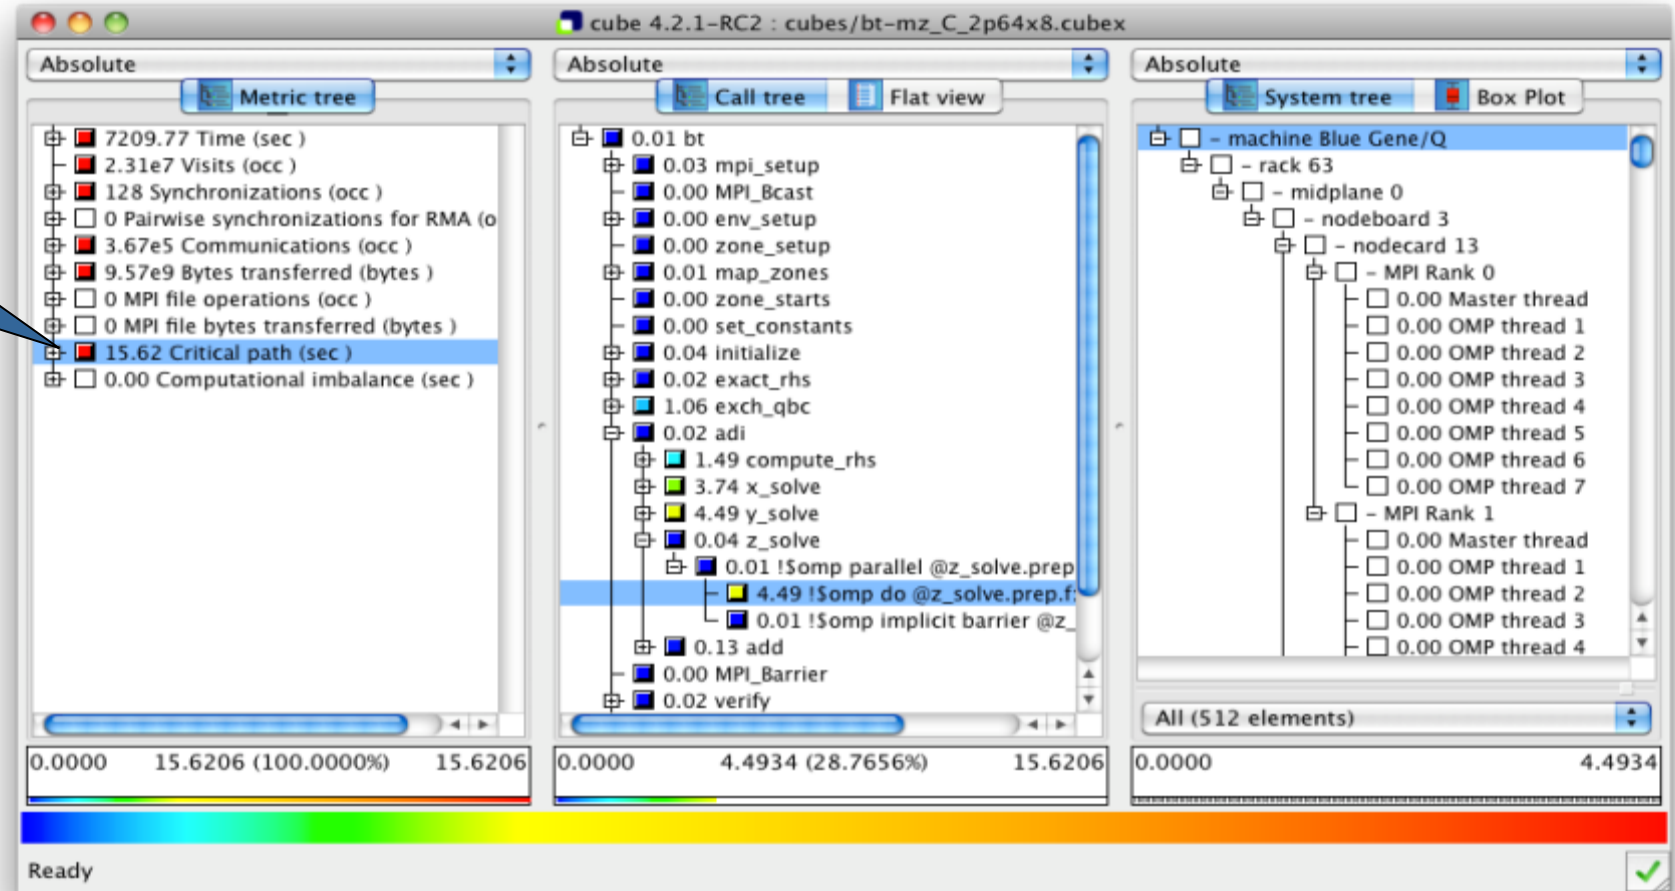 cube 4.2.1-RC2 : cubes/bt-mz_C_2p64x8.cubex
Absolute
Metric tree
7209.77 Time (sec )
2.31e7 Visits (occ )
128 Synchronizations (occ )
0 Pairwise synchronizations for RMA (o
3.67e5 Communications (occ )
9.57e9 Bytes transferred (bytes )
0 MPI file operations (occ )
0 MPI file bytes transferred (bytes )
15.62 Critical path (sec )
0.00 Computational imbalance (sec )
0.0000 15.6206 (100.0000%) 15.6206
Absolute
Call tree Flat view
0.01 bt
0.03 mpi_setup
0.00 MPI_Bcast
0.00 env_setup
0.00 zone_setup
0.01 map_zones
0.00 zone_starts
0.00 set_constants
0.04 initialize
0.02 exact_rhs
1.06 exch_qbc
0.02 adi
1.49 compute_rhs
3.74 x_solve
4.49 y_solve
0.04 z_solve
0.01 !$omp parallel @z_solve.prep
4.49 !$omp do @z_solve.prep.f:
0.01 !$omp implicit barrier @z_
0.13 add
0.00 MPI_Barrier
0.02 verify
0.0000 4.4934 (28.7656%) 15.6206
Absolute
System tree Box Plot
- machine Blue Gene/Q
- rack 63
- midplane 0
- nodeboard 3
- nodecard 13
- MPI Rank 0
0.00 Master thread
0.00 OMP thread 1
0.00 OMP thread 2
0.00 OMP thread 3
0.00 OMP thread 4
0.00 OMP thread 5
0.00 OMP thread 6
0.00 OMP thread 7
- MPI Rank 1
0.00 Master thread
0.00 OMP thread 1
0.00 OMP thread 2
0.00 OMP thread 3
0.00 OMP thread 4
All (512 elements)
0.0000 4.4934
Ready